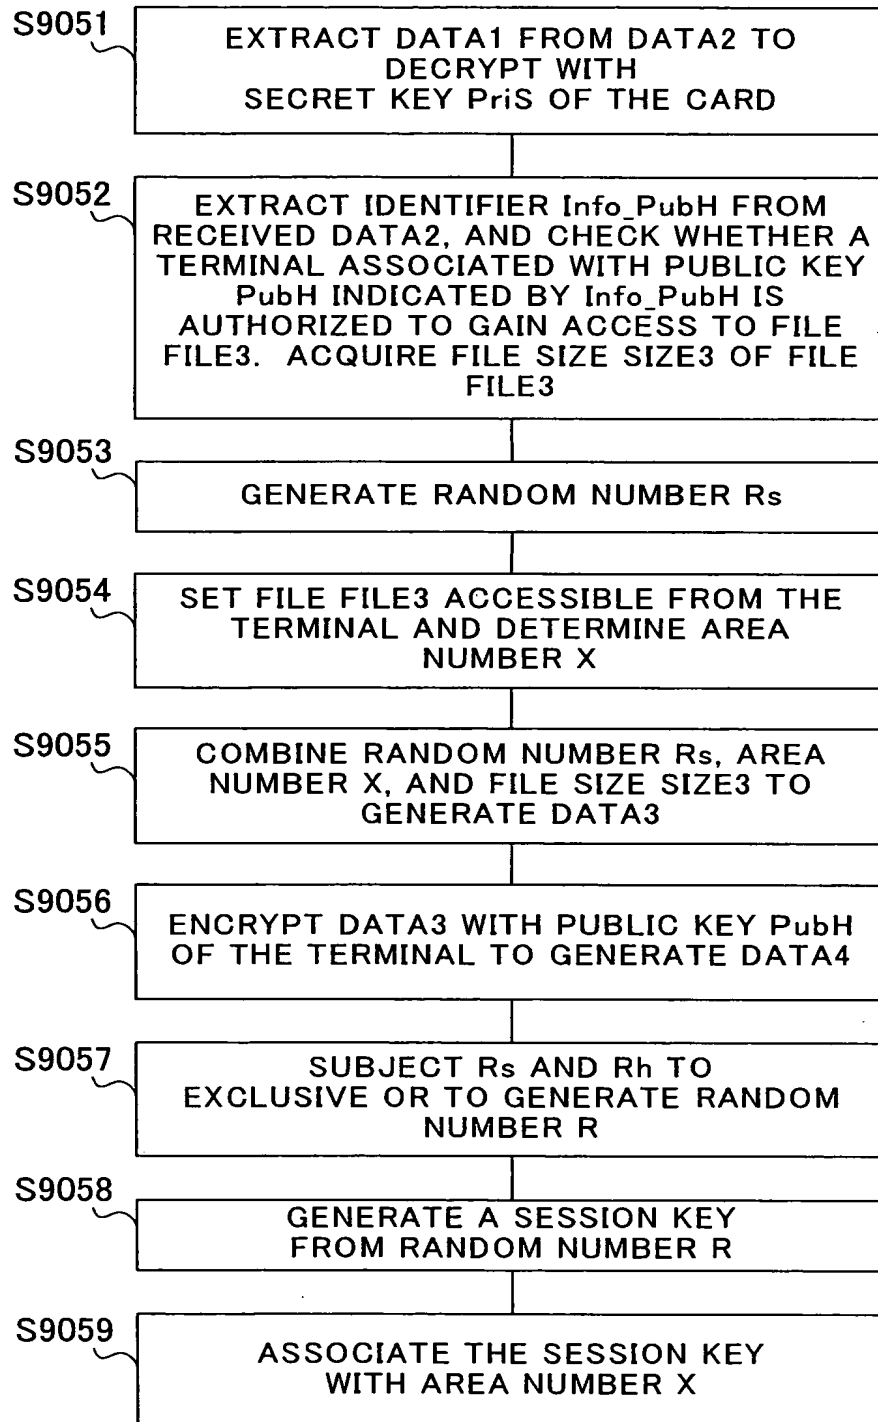 S9051
EXTRACT DATA1 FROM DATA2 TO
DECRYPT WITH
SECRET KEY PriS OF THE CARD
S9052
EXTRACT IDENTIFIER Info_PubH FROM
RECEIVED DATA2, AND CHECK WHETHER A
TERMINAL ASSOCIATED WITH PUBLIC KEY
PubH INDICATED BY Info_PubH IS
AUTHORIZED TO GAIN ACCESS TO FILE
FILE3. ACQUIRE FILE SIZE SIZE3 OF FILE
FILE3
S9053
GENERATE RANDOM NUMBER Rs
S9054
SET FILE FILE3 ACCESSIBLE FROM THE
TERMINAL AND DETERMINE AREA
NUMBER X
S9055
COMBINE RANDOM NUMBER Rs, AREA
NUMBER X, AND FILE SIZE SIZE3 TO
GENERATE DATA3
S9056
ENCRYPT DATA3 WITH PUBLIC KEY PubH
OF THE TERMINAL TO GENERATE DATA4
S9057
SUBJECT Rs AND Rh TO
EXCLUSIVE OR TO GENERATE RANDOM
NUMBER R
S9058
GENERATE A SESSION KEY
FROM RANDOM NUMBER R
S9059
ASSOCIATE THE SESSION KEY
WITH AREA NUMBER X